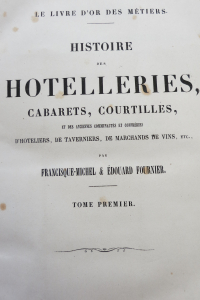 LE LIVRE D'OR DES MÉTIERS.
HISTOIRE
DES
HOTELLERIES,
CABARETS, COURTILLES,
ET DES ANCIENNES COMMUNAUTÉS ET CONFRÉRIES
D'HOTELIERS, DE TAVERNIERS, DE MARCHANDS DE VINS, ETC.,
PAR
FRANCISQUE-MICHEL & ÉDOUARD FOURNIER.
TOME PREMIER.